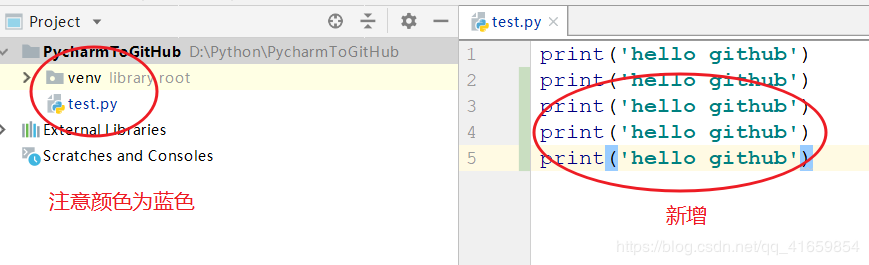 Project
PycharmToGitHub D:\Python\PycharmToGitHub
venv library root
test.py
External Libraries
Scratches and Consoles
注意颜色为蓝色
test.py
1 print('hello github')
2 print('hello github')
3 print('hello github')
4 print('hello github')
5 print('hello github')
新增
https://blog.csdn.net/qq_41659854